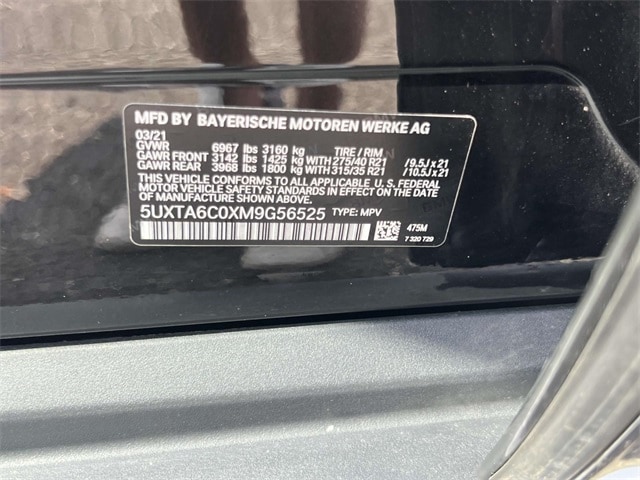 MFD BY BAYERISCHE MOTOREN WERKE AG
03/21
GVWR 6967 lbs 3160 kg TIRE / RIM
GAWR FRONT 3142 lbs 1425 kg WITH 275/40 R21 / 9.5J x 21
GAWR REAR 3968 lbs 1800 kg WITH 315/35 R21 / 10.5J x 21
THIS VEHICLE CONFORMS TO ALL APPLICABLE U.S. FEDERAL
MOTOR VEHICLE SAFETY STANDARDS IN EFFECT ON THE DATE OF
MANUFACTURE SHOWN ABOVE.
5UXTA6C0XM9G56525 TYPE: MPV
475M
7 320 729